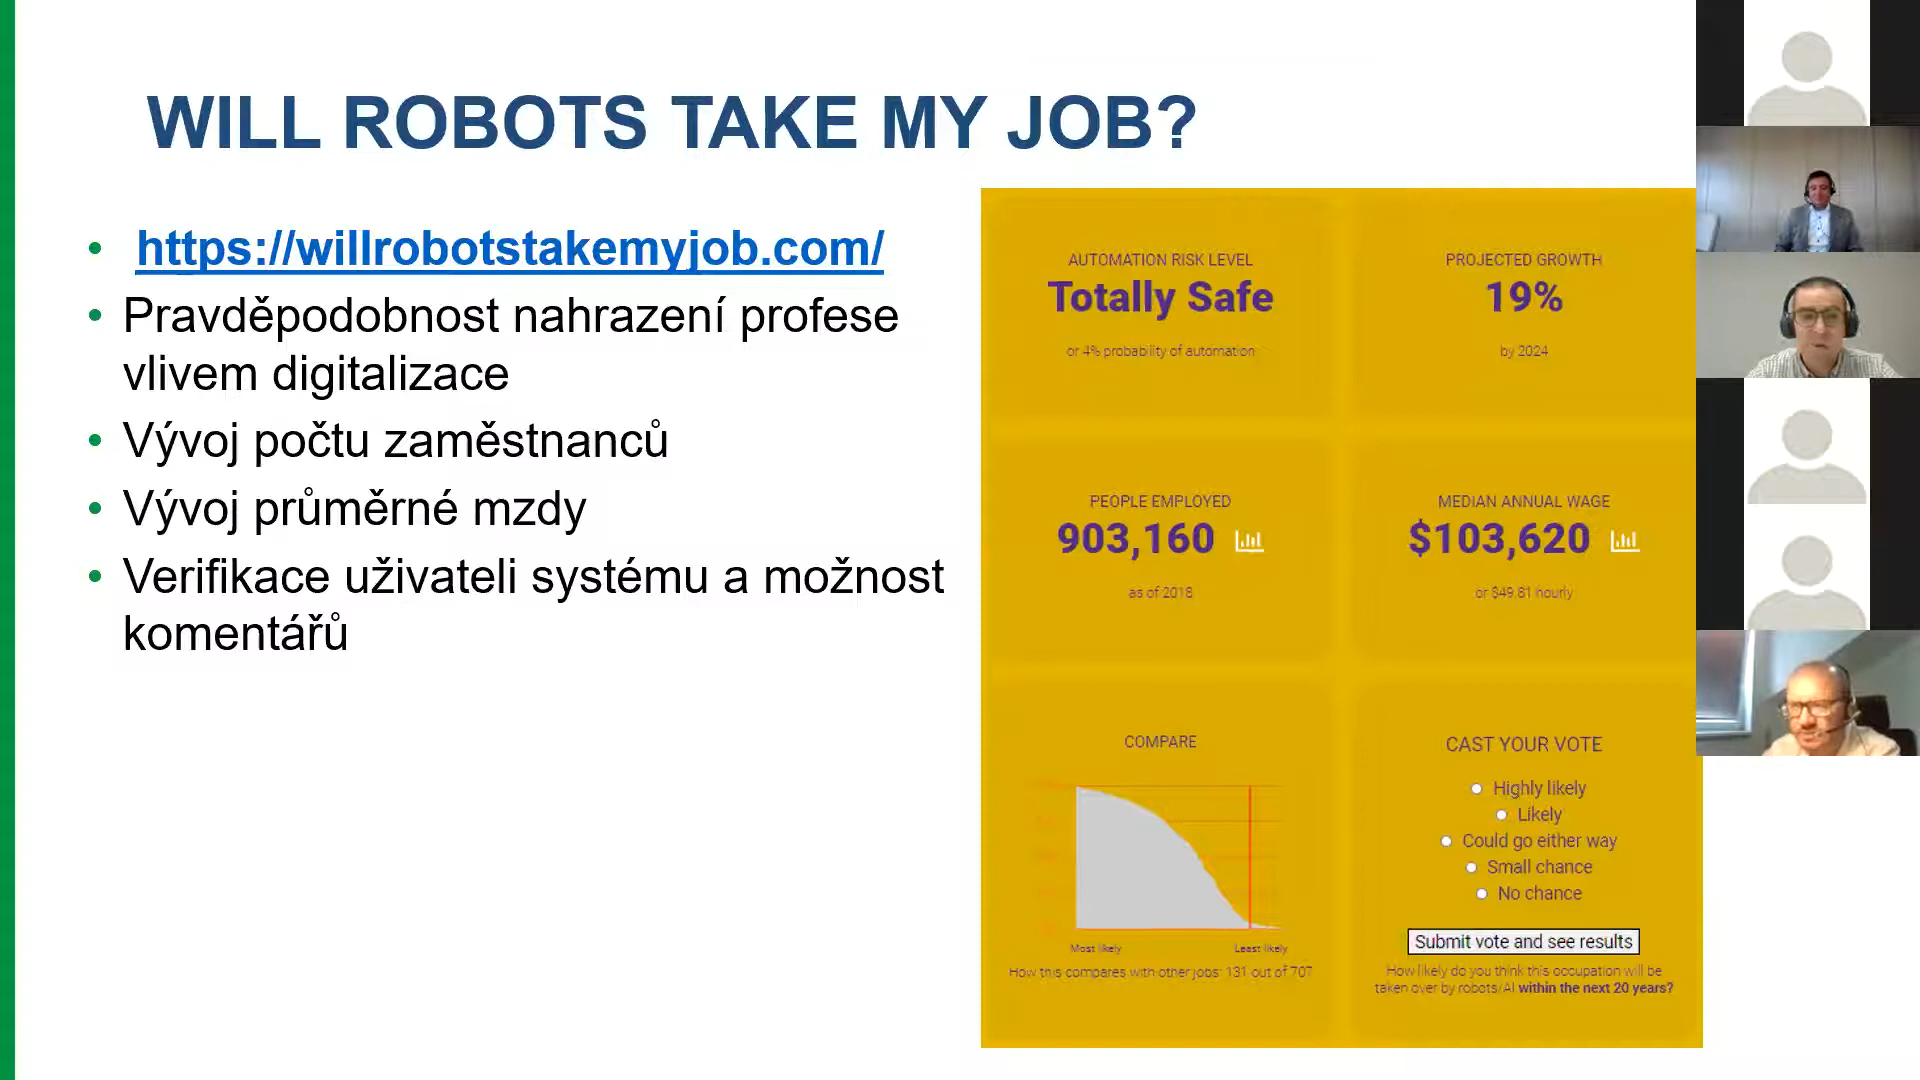 WILL ROBOTS TAKE MY JOB?
https://willrobotstakemyjob.com/
Pravděpodobnost nahrazení profese
vlivem digitalizace
Vývoj počtu zaměstnanců
Vývoj průměrné mzdy
Verifikace uživateli systému a možnost
komentářů
AUTOMATION RISK LEVEL
Totally Safe
or 4% probability of automation
PROJECTED GROWTH
19%
by 2024
PEOPLE EMPLOYED
903,160
as of 2018
MEDIAN ANNUAL WAGE
$103,620
or $49.81 hourly
COMPARE
Most likely
Least likely
How this compares with other jobs: 131 out of 707
CAST YOUR VOTE
Highly likely
Likely
Could go either way
Small chance
No chance
Submit vote and see results
How likely do you think this occupation will be
taken over by robots/AI within the next 20 years?